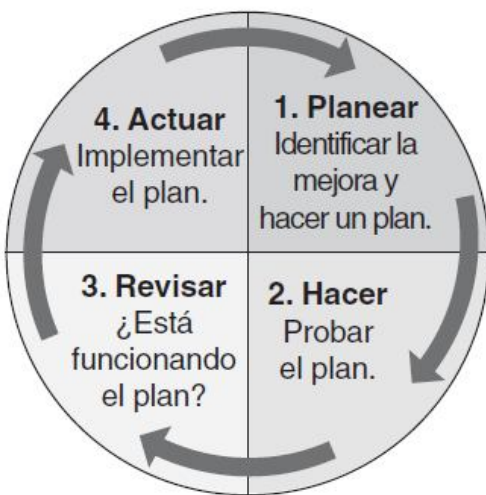 1. Planear
Identificar la
mejora y
hacer un plan.
2. Hacer
Probar
el plan.
3. Revisar
¿Está
funcionando
el plan?
4. Actuar
Implementar
el plan.